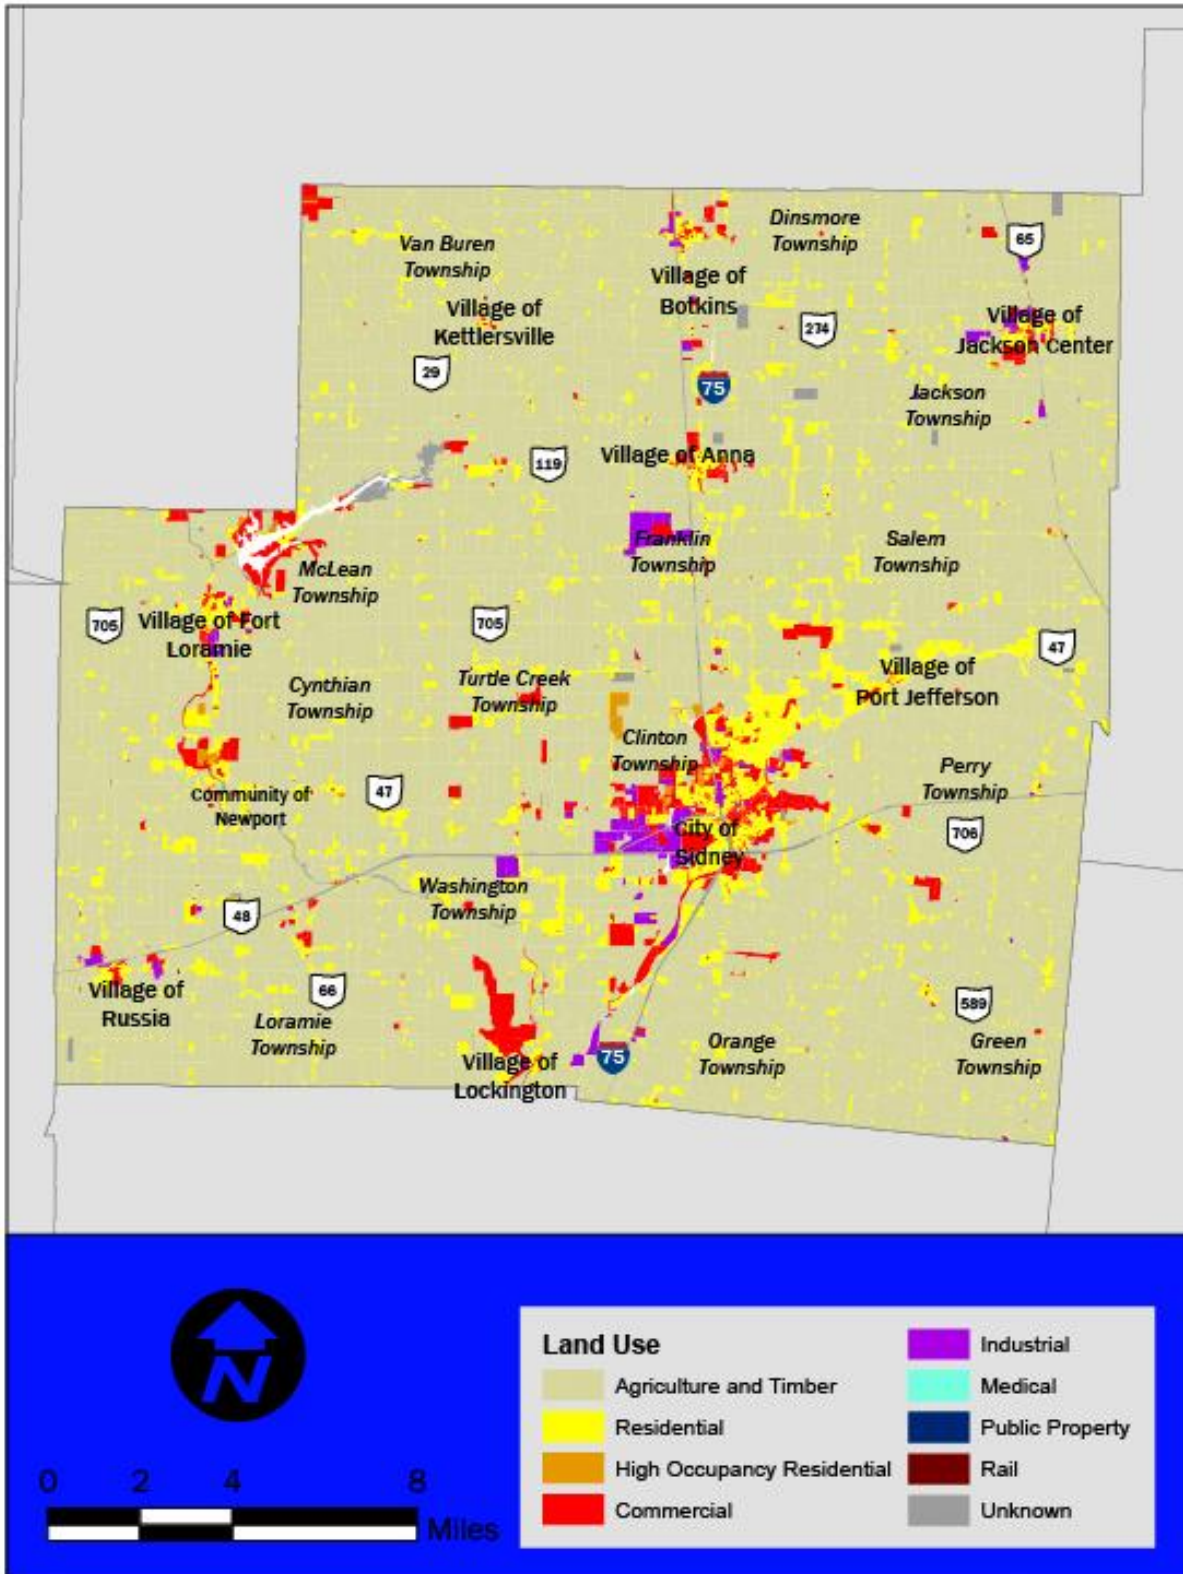 Dinsmore
Township
Van Buren
Township
65
Village of
Botkins
Village of
Kettlersville
274
Village of
Jackson Center
29
75
Jackson
Township
119
Village of Anna
Franklin
Township
Salem
Township
McLean
Township
705
Village of Fort
Loramie
705
47
Village of
Port Jefferson
Cynthian
Township
Turtle Creek
Township
Clinton
Township
Perry
Township
47
Community of
Newport
City of
Sidney
706
Washington
Township
48
Village of
Russia
66
589
Loramie
Township
Village of
Lockington
75
Orange
Township
Green
Township
N
0 2 4 8
Miles
Land Use
Agriculture and Timber
Residential
High Occupancy Residential
Commercial
Industrial
Medical
Public Property
Rail
Unknown